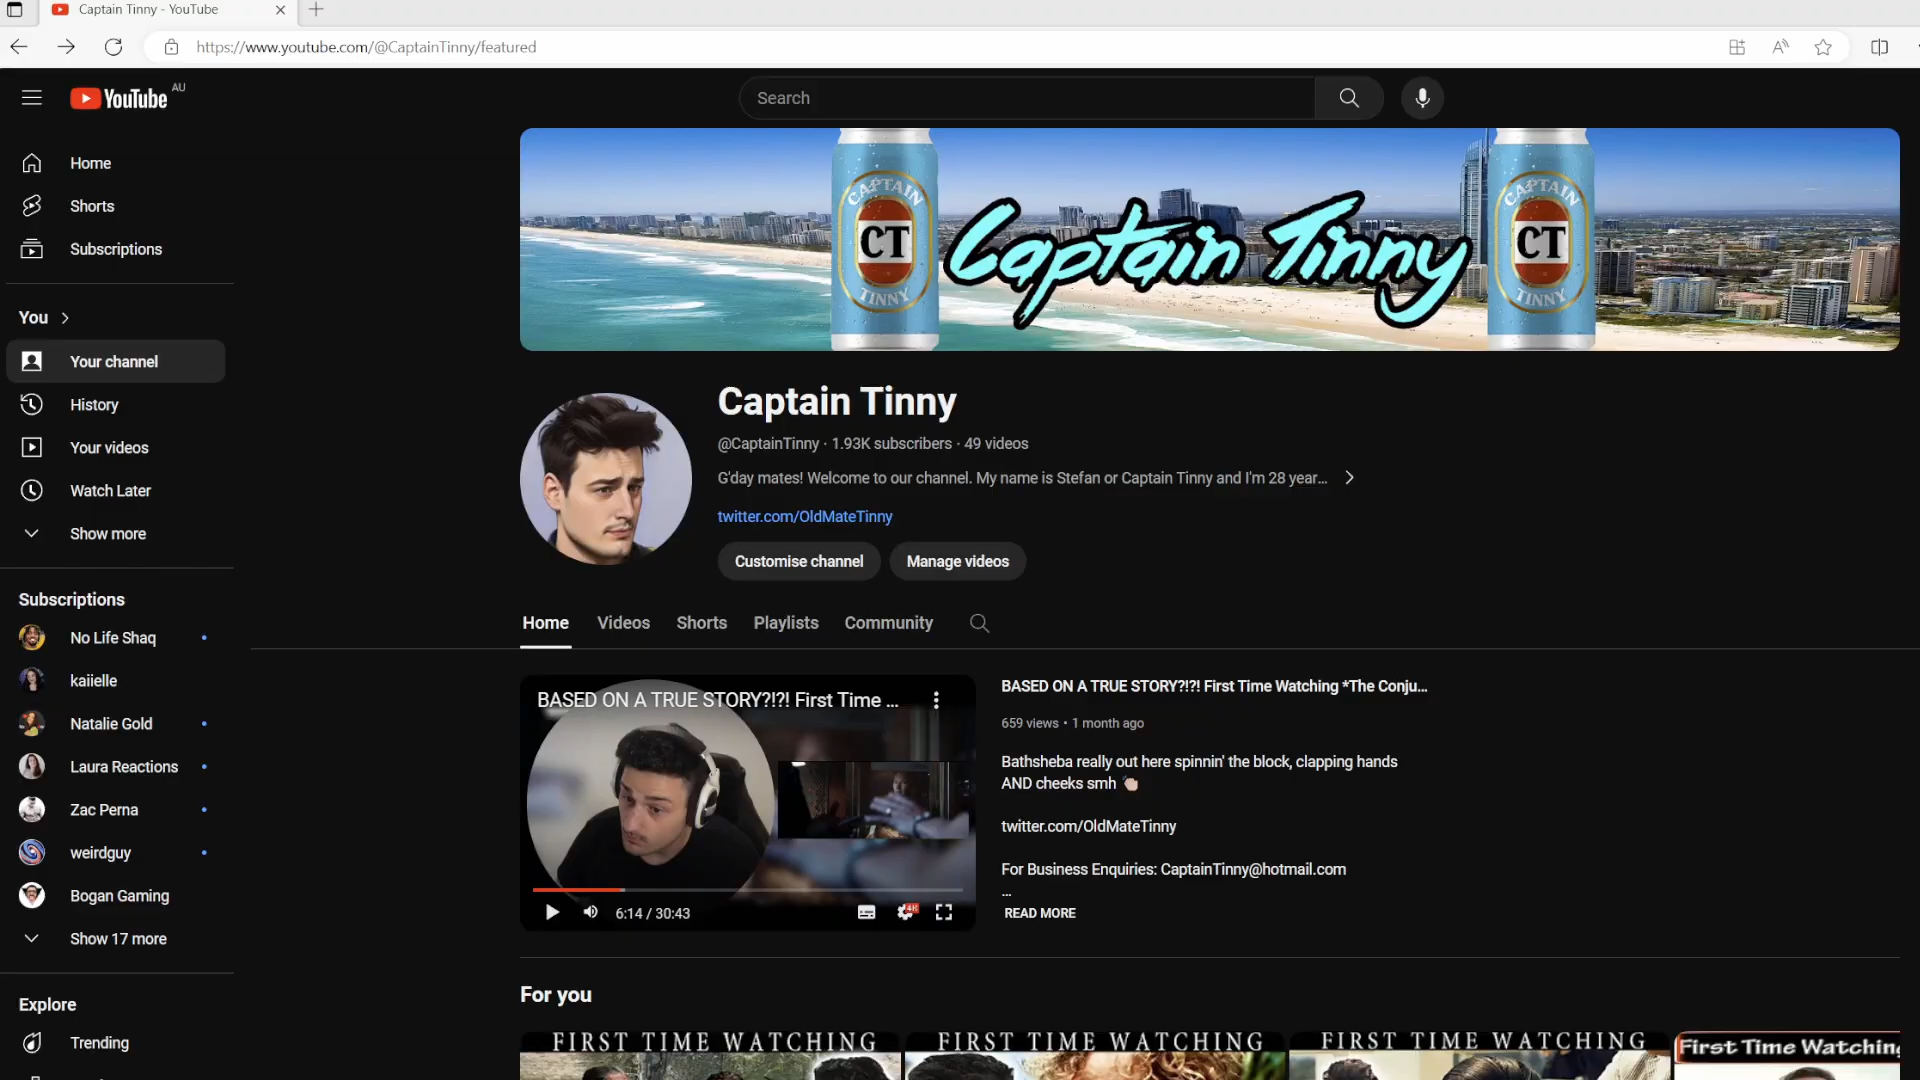 Captain Tinny - YouTube
https://www.youtube.com/@CaptainTinny/featured
YouTube AU
Search
Home
Shorts
Subscriptions
You
Your channel
History
Your videos
Watch Later
Show more
Subscriptions
No Life Shaq
kaiielle
Natalie Gold
Laura Reactions
Zac Perna
weirdguy
Bogan Gaming
Show 17 more
Explore
Trending
CAPTAIN
CT
TINNY
Captain Tinny
CAPTAIN
CT
TINNY
Captain Tinny
@CaptainTinny · 1.93K subscribers · 49 videos
G'day mates! Welcome to our channel. My name is Stefan or Captain Tinny and I'm 28 year...
twitter.com/OldMateTinny
Customise channel
Manage videos
Home
Videos
Shorts
Playlists
Community
BASED ON A TRUE STORY?!?! First Time ...
6:14 / 30:43
4K
BASED ON A TRUE STORY?!?! First Time Watching *The Conju...
659 views • 1 month ago
Bathsheba really out here spinnin' the block, clapping hands
AND cheeks smh 👏🏻
twitter.com/OldMateTinny
For Business Enquiries: CaptainTinny@hotmail.com
...
READ MORE
For you
FIRST TIME WATCHING
FIRST TIME WATCHING
FIRST TIME WATCHING
First Time Watching